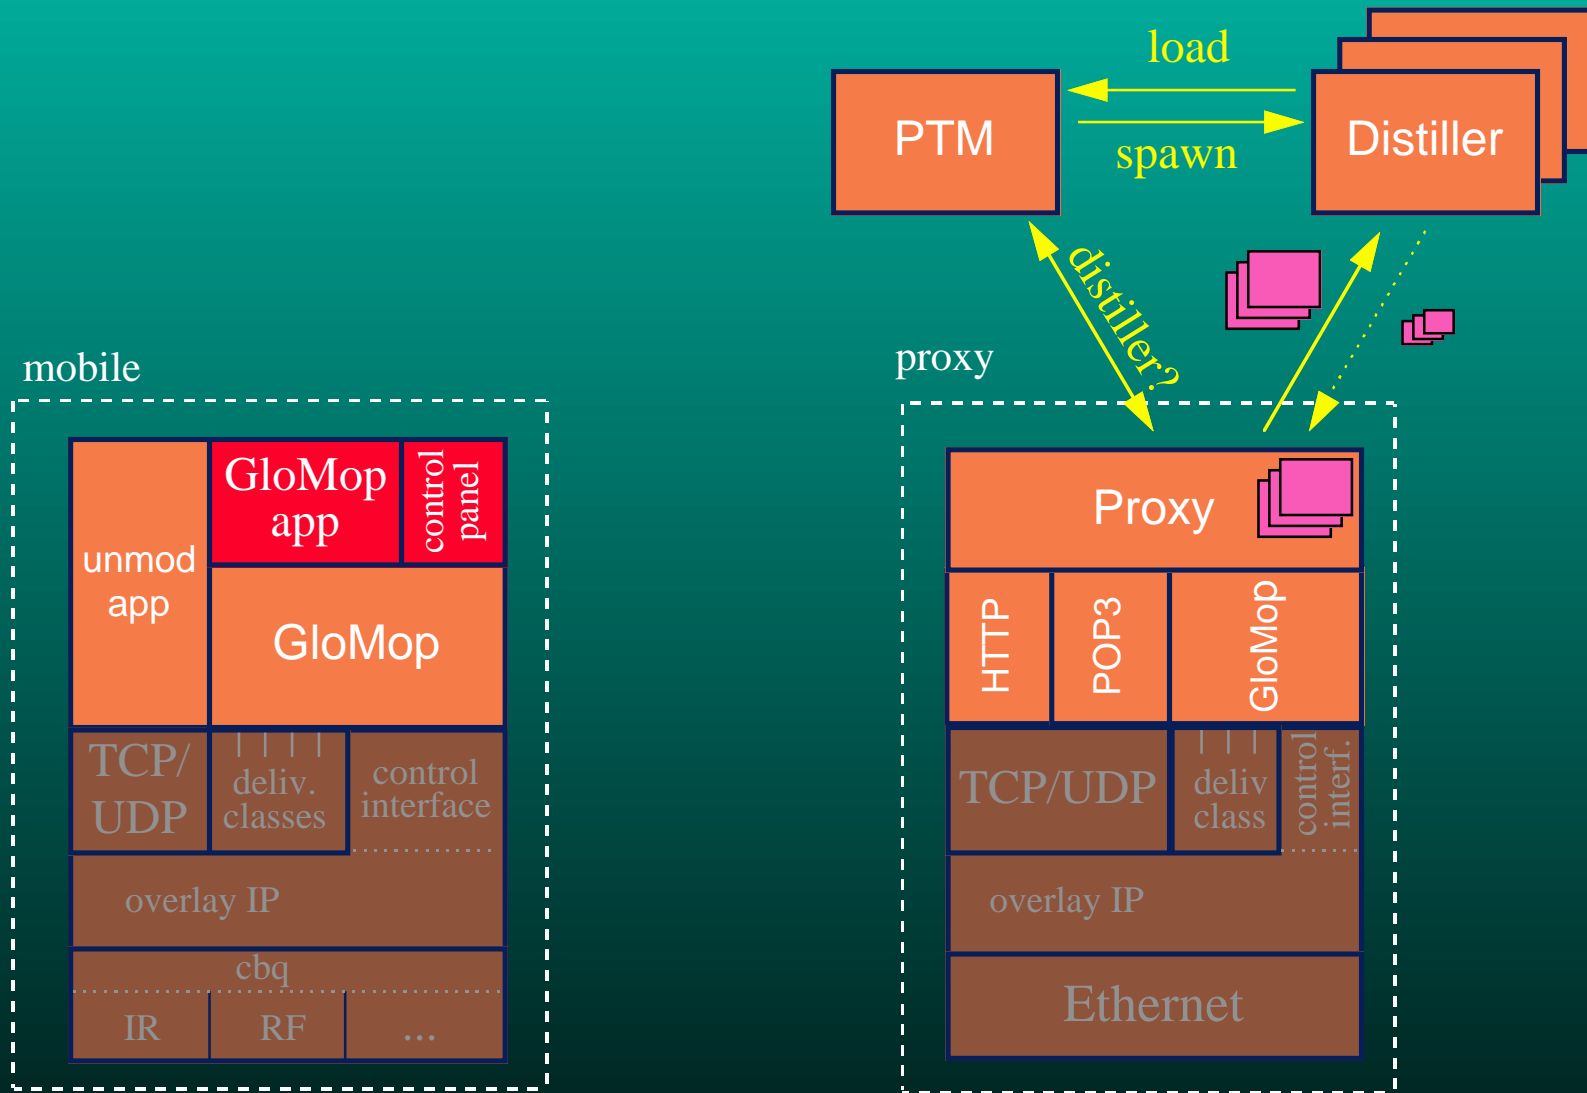 load
PTM
Distiller
spawn
distiller?
mobile
proxy
GloMop
app
control
panel
unmod
app
GloMop
TCP/
UDP
deliv.
classes
control
interface
overlay IP
cbq
IR
RF
...
Proxy
HTTP
POP3
GloMop
TCP/UDP
deliv
class
control
interf.
overlay IP
Ethernet